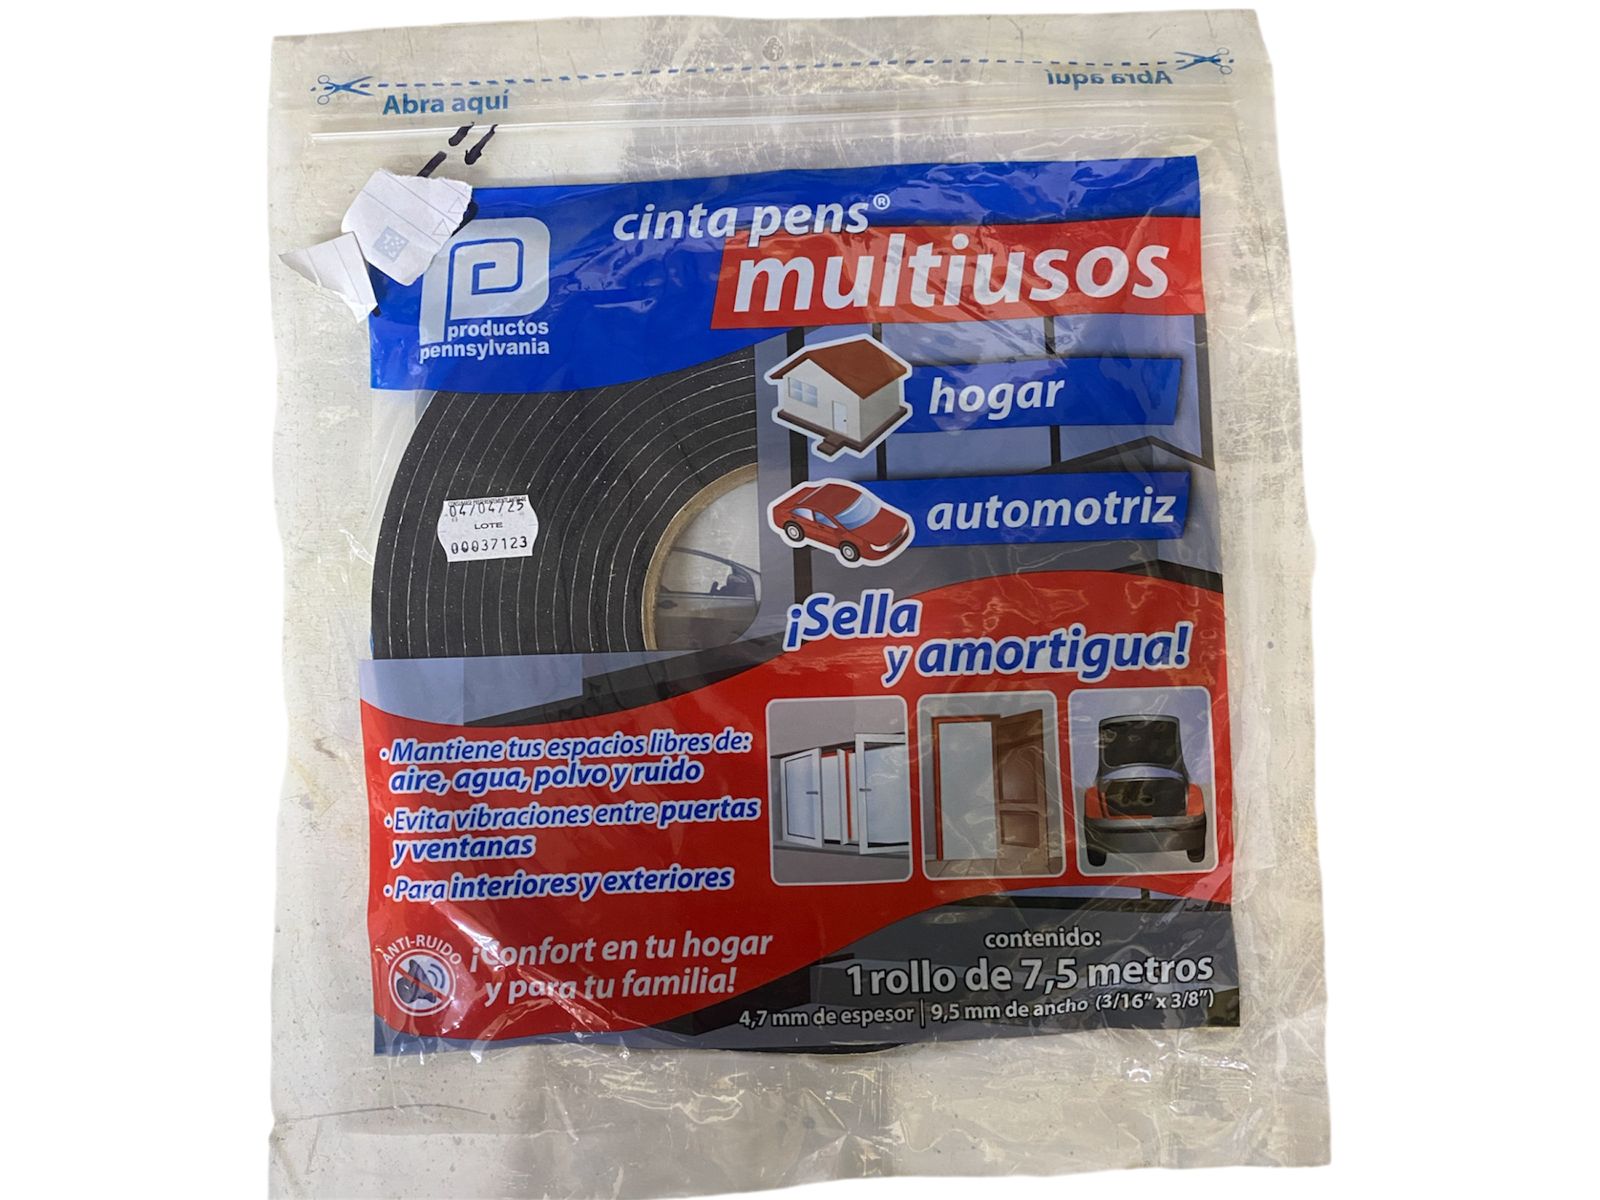 Abra aquí
Abra aquí
cinta pens®
multiusos
productos
pennsylvania
hogar
automotriz
04/04/25
LOTE
00037123
¡Sella
y amortigua!
•Mantiene tus espacios libres de:
aire, agua, polvo y ruido
•Evita vibraciones entre puertas
y ventanas
•Para interiores y exteriores
ANTI-RUIDO
¡Confort en tu hogar
y para tu familia!
contenido:
1 rollo de 7,5 metros
4,7 mm de espesor | 9,5 mm de ancho (3/16” x 3/8”)